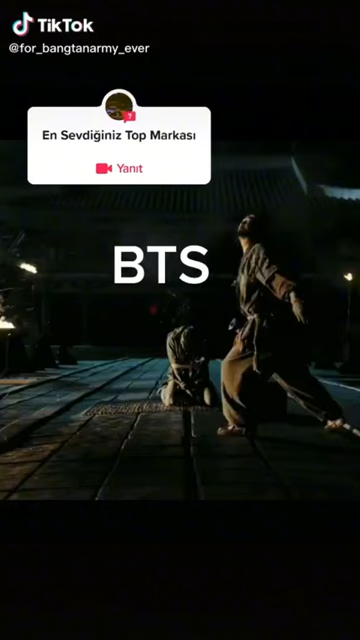 TikTok
@for_bangtanarmy_ever
?
En Sevdiğiniz Top Markası
Yanıt
BTS